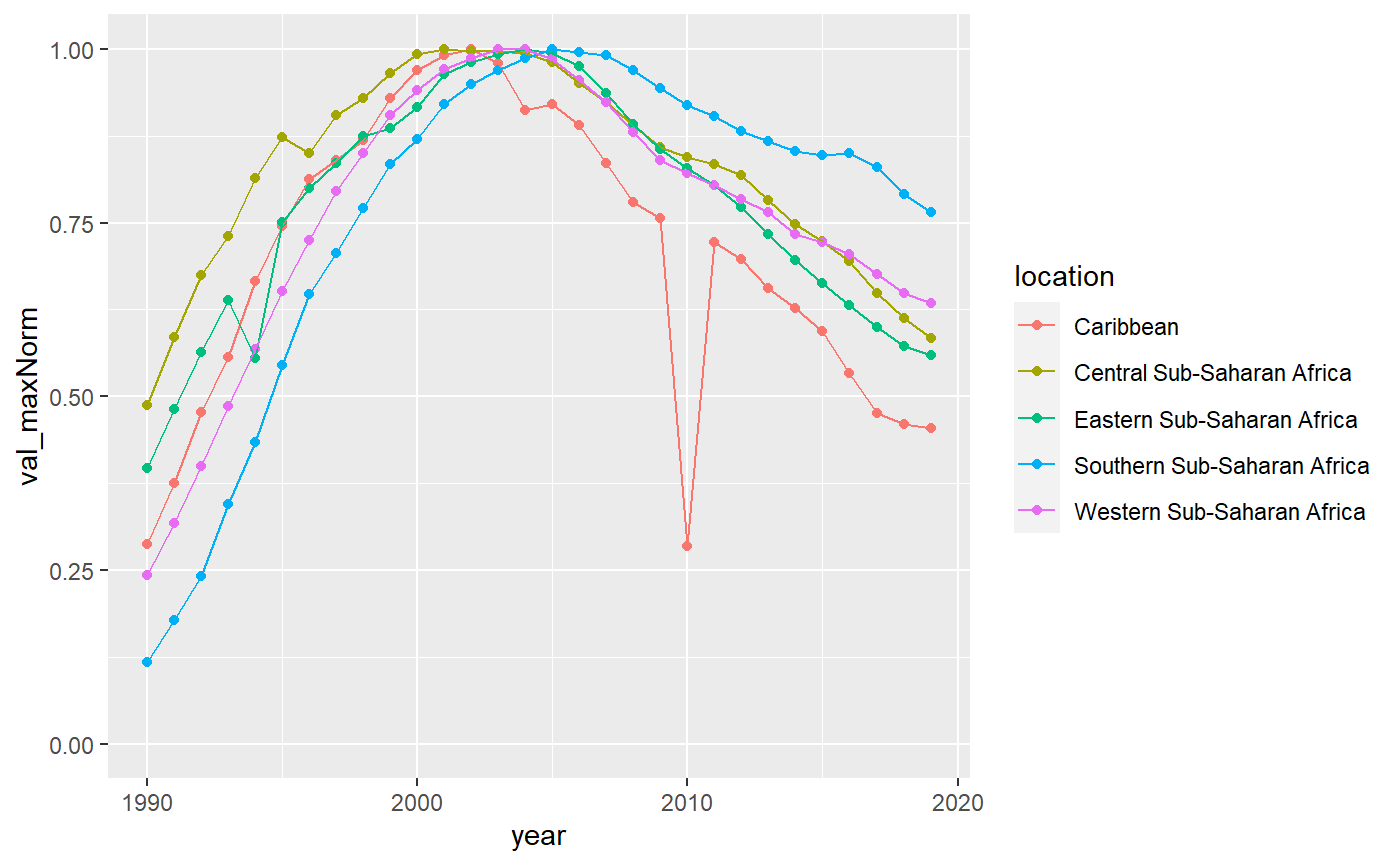 1.00
0.75
0.50
0.25
0.00
val_maxNorm
1990
2000
2010
2020
year
location
Caribbean
Central Sub-Saharan Africa
Eastern Sub-Saharan Africa
Southern Sub-Saharan Africa
Western Sub-Saharan Africa